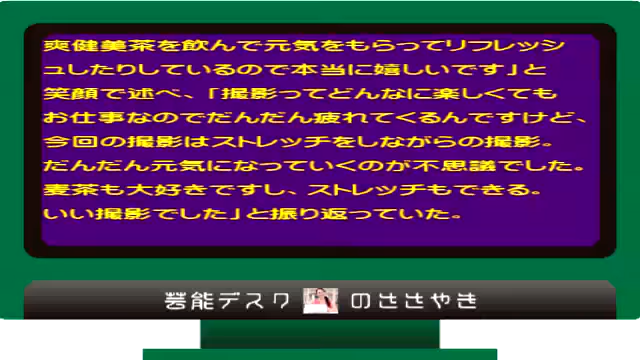 爽健美茶を飲んで元気をもらってリフレッシ
ュしたりしているので本当に嬉しいです」と
笑顔で述べ、「撮影ってどんなに楽しくても
お仕事なのでだんだん疲れてくるんですけど、
今回の撮影はストレッチをしながらの撮影。
だんだん元気になっていくのが不思議でした。
麦茶も大好きですし、ストレッチもできる。
いい撮影でした」と振り返っていた。
芸能デスク のささやき